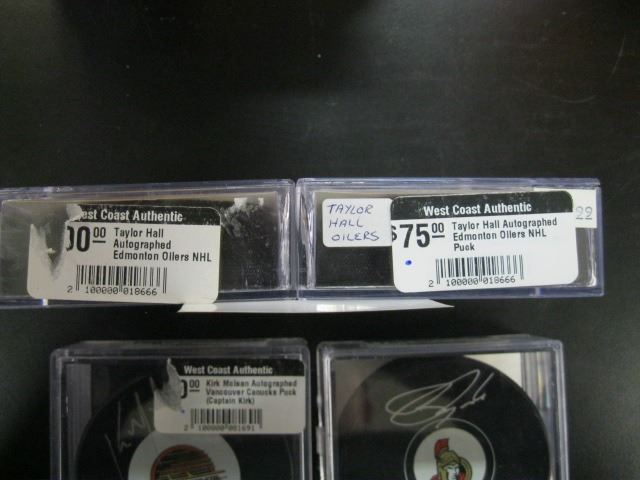 West Coast Authentic
00 00 Taylor Hall
Autographed
Edmonton Oilers NHL
2 100000 018666
TAYLOR
HALL
OILERS
West Coast Authentic
$75 00 Taylor Hall Autographed
Edmonton Oilers NHL
Puck
2 100000 018666
22
West Coast Authentic
0 00 Kirk Mclean Autographed
Vancouver Canucks Puck
(Captain Kirk)
2 100000 001691